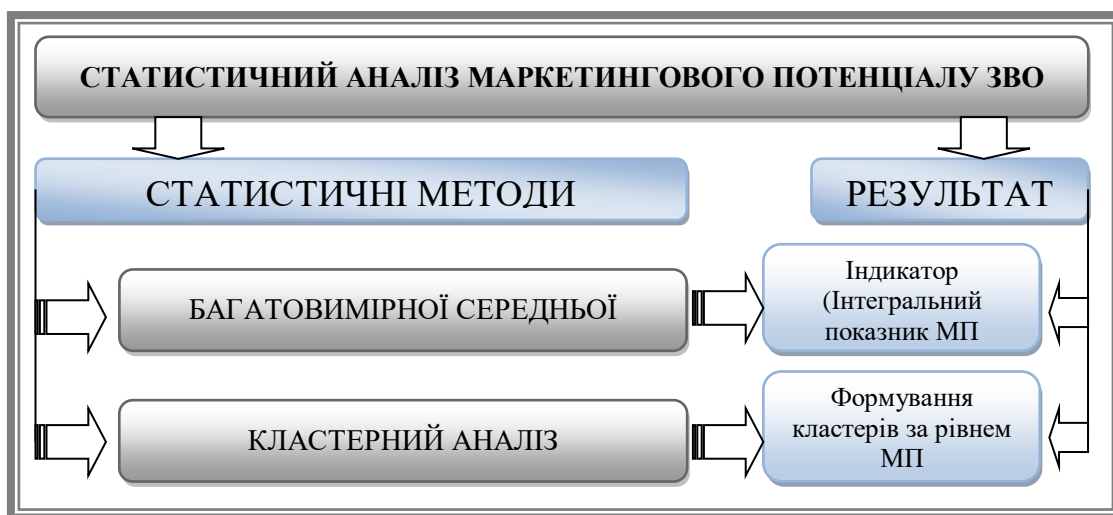 СТАТИСТИЧНИЙ АНАЛІЗ МАРКЕТИНГОВОГО ПОТЕНЦІАЛУ ЗВО
СТАТИСТИЧНІ МЕТОДИ
РЕЗУЛЬТАТ
БАГАТОВИМІРНОЇ СЕРЕДНЬОЇ
Індикатор
(Інтегральний
показник МП
КЛАСТЕРНИЙ АНАЛІЗ
Формування
кластерів за рівнем
МП